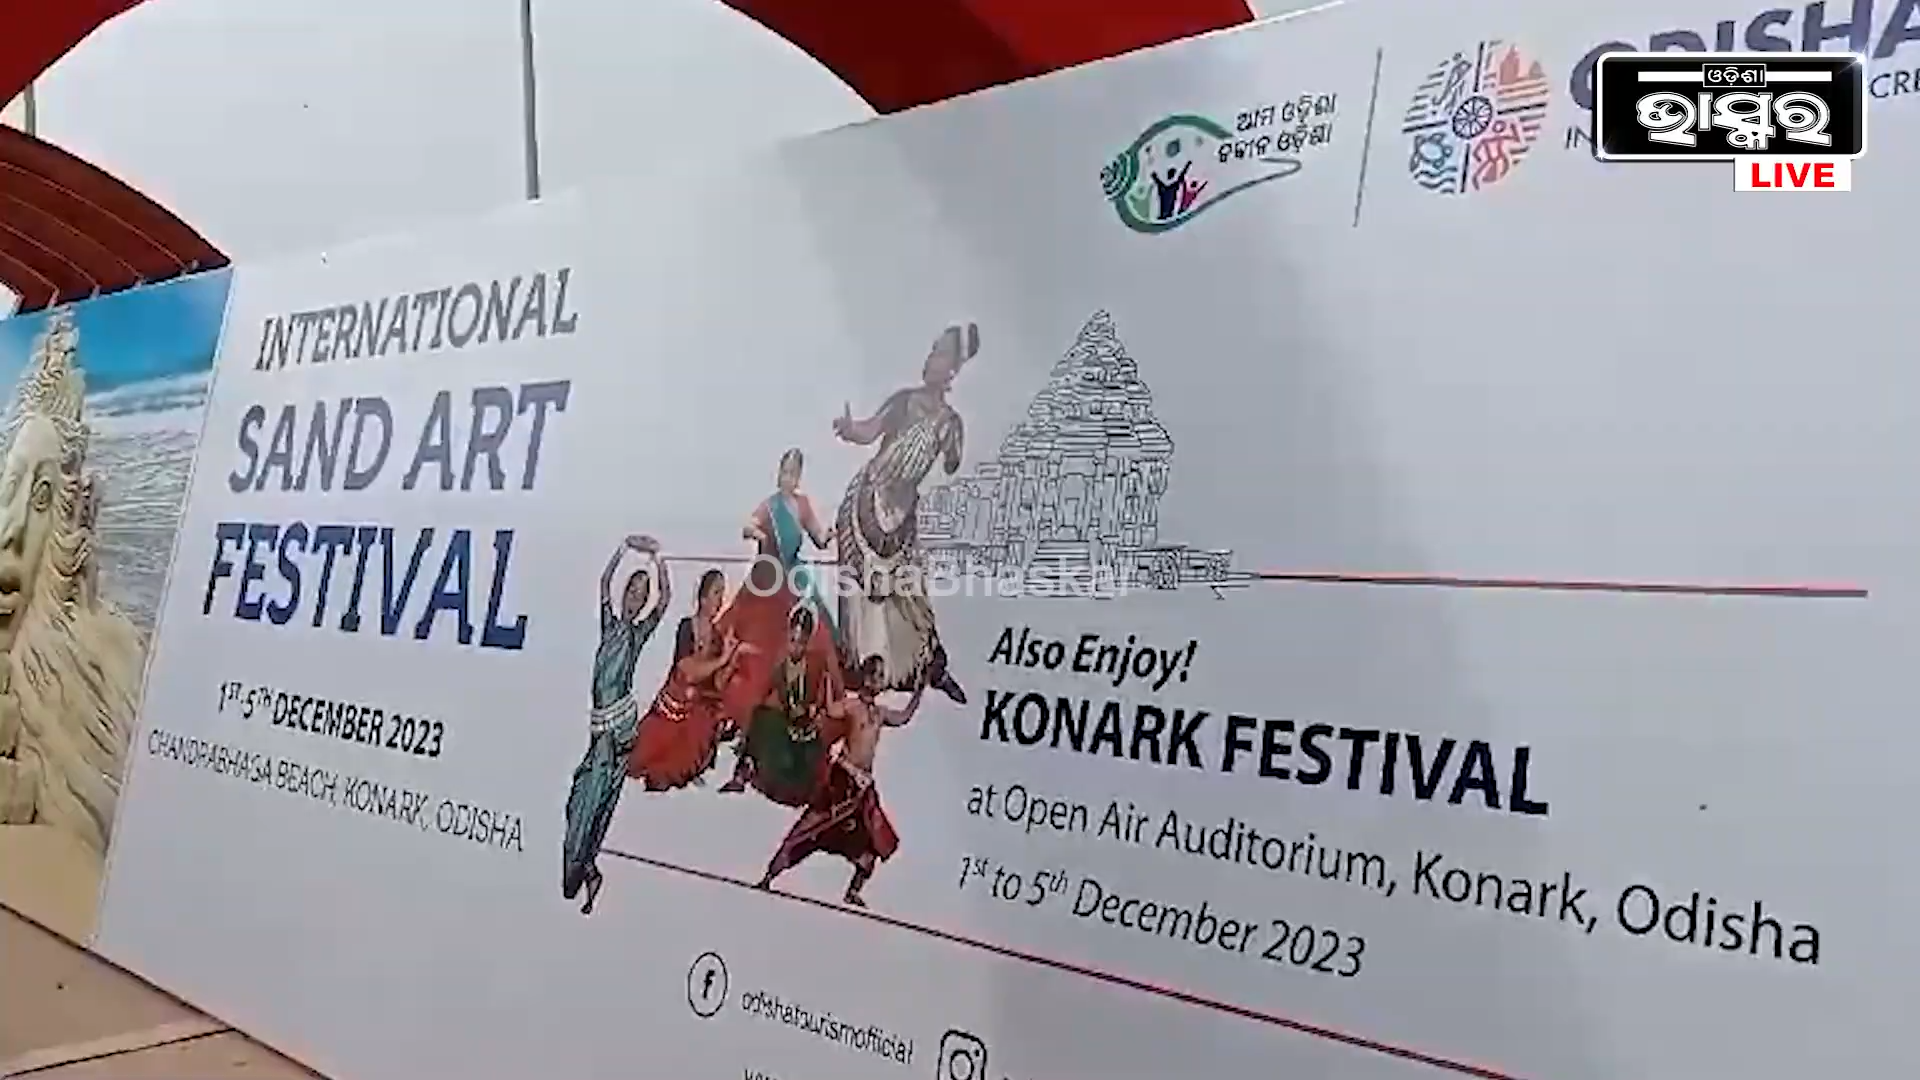 ଆମ ଓଡ଼ିଶା
ନବୀନ ଓଡ଼ିଶା
ODISHA
ଓଡ଼ିଶା
ଭାସ୍କର
LIVE
INTERNATIONAL
SAND ART
FESTIVAL
1ST-5TH DECEMBER 2023
CHANDRABHAGA BEACH, KONARK, ODISHA
OdishaBhaskar
Also Enjoy!
KONARK FESTIVAL
at Open Air Auditorium, Konark, Odisha
1st to 5th December 2023
odishatourismofficial